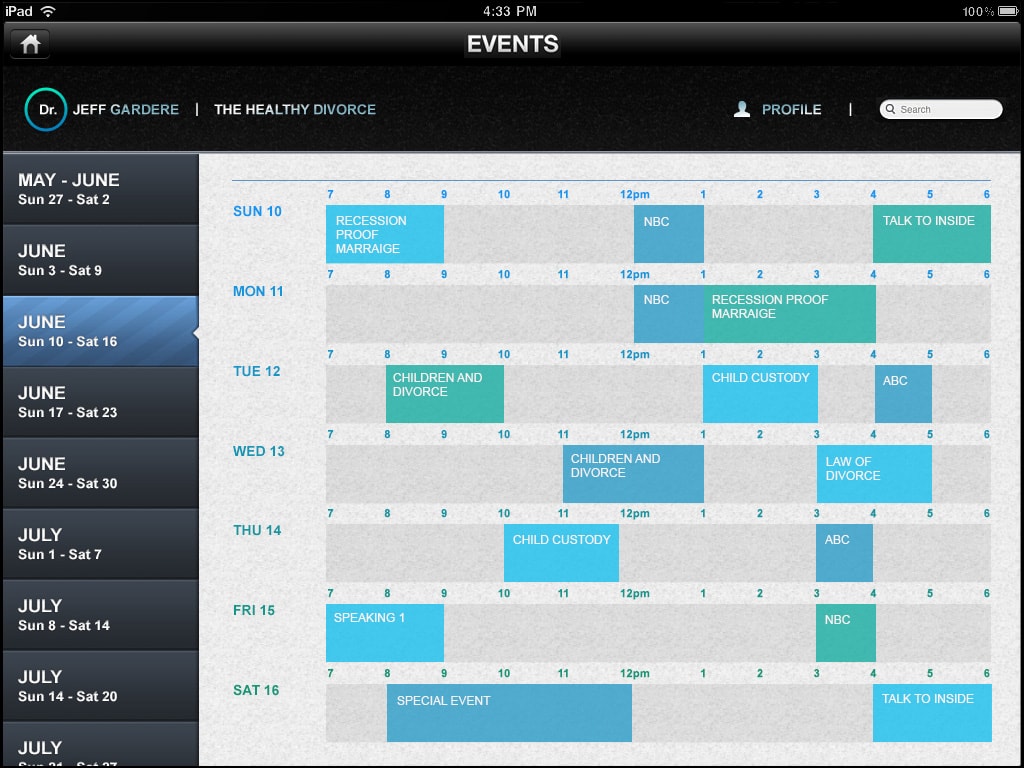 iPad
4:33 PM
100%
EVENTS
Dr. JEFF GARDERE | THE HEALTHY DIVORCE
PROFILE |
Search
MAY - JUNE
Sun 27 - Sat 2
JUNE
Sun 3 - Sat 9
JUNE
Sun 10 - Sat 16
JUNE
Sun 17 - Sat 23
JUNE
Sun 24 - Sat 30
JULY
Sun 1 - Sat 7
JULY
Sun 8 - Sat 14
JULY
Sun 14 - Sat 20
JULY
Sun 21 - Sat 27
7 8 9 10 11 12pm 1 2 3 4 5 6
SUN 10
RECESSION
PROOF
MARRAIGE
NBC
TALK TO INSIDE
7 8 9 10 11 12pm 1 2 3 4 5 6
MON 11
NBC
RECESSION PROOF
MARRAIGE
7 8 9 10 11 12pm 1 2 3 4 5 6
TUE 12
CHILDREN AND
DIVORCE
CHILD CUSTODY
ABC
7 8 9 10 11 12pm 1 2 3 4 5 6
WED 13
CHILDREN AND
DIVORCE
LAW OF
DIVORCE
7 8 9 10 11 12pm 1 2 3 4 5 6
THU 14
CHILD CUSTODY
ABC
7 8 9 10 11 12pm 1 2 3 4 5 6
FRI 15
SPEAKING 1
NBC
7 8 9 10 11 12pm 1 2 3 4 5 6
SAT 16
SPECIAL EVENT
TALK TO INSIDE